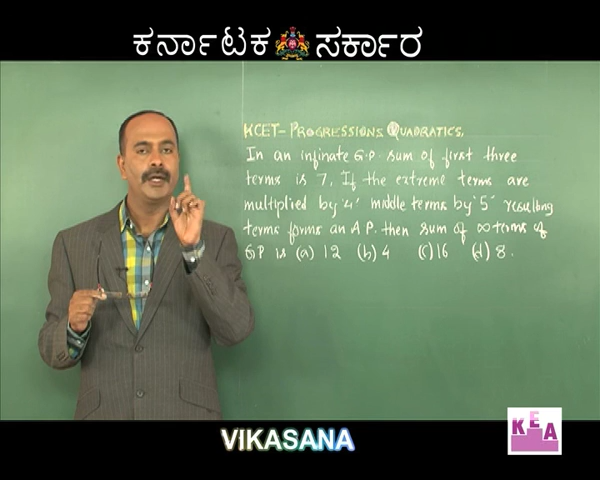 ಕರ್ನಾಟಕ ಸರ್ಕಾರ
KCET- PROGRESSIONS QUADRATICS.
In an infinate G.P. sum of first three
terms is 7. If the extreme terms are
multiplied by '4' middle terms by '5' resulting
terms forms an A.P. then sum of ∞ terms of
G.P is (a) 12 (b) 4 (c) 16 (d) 8.
KEA
VIKASANA